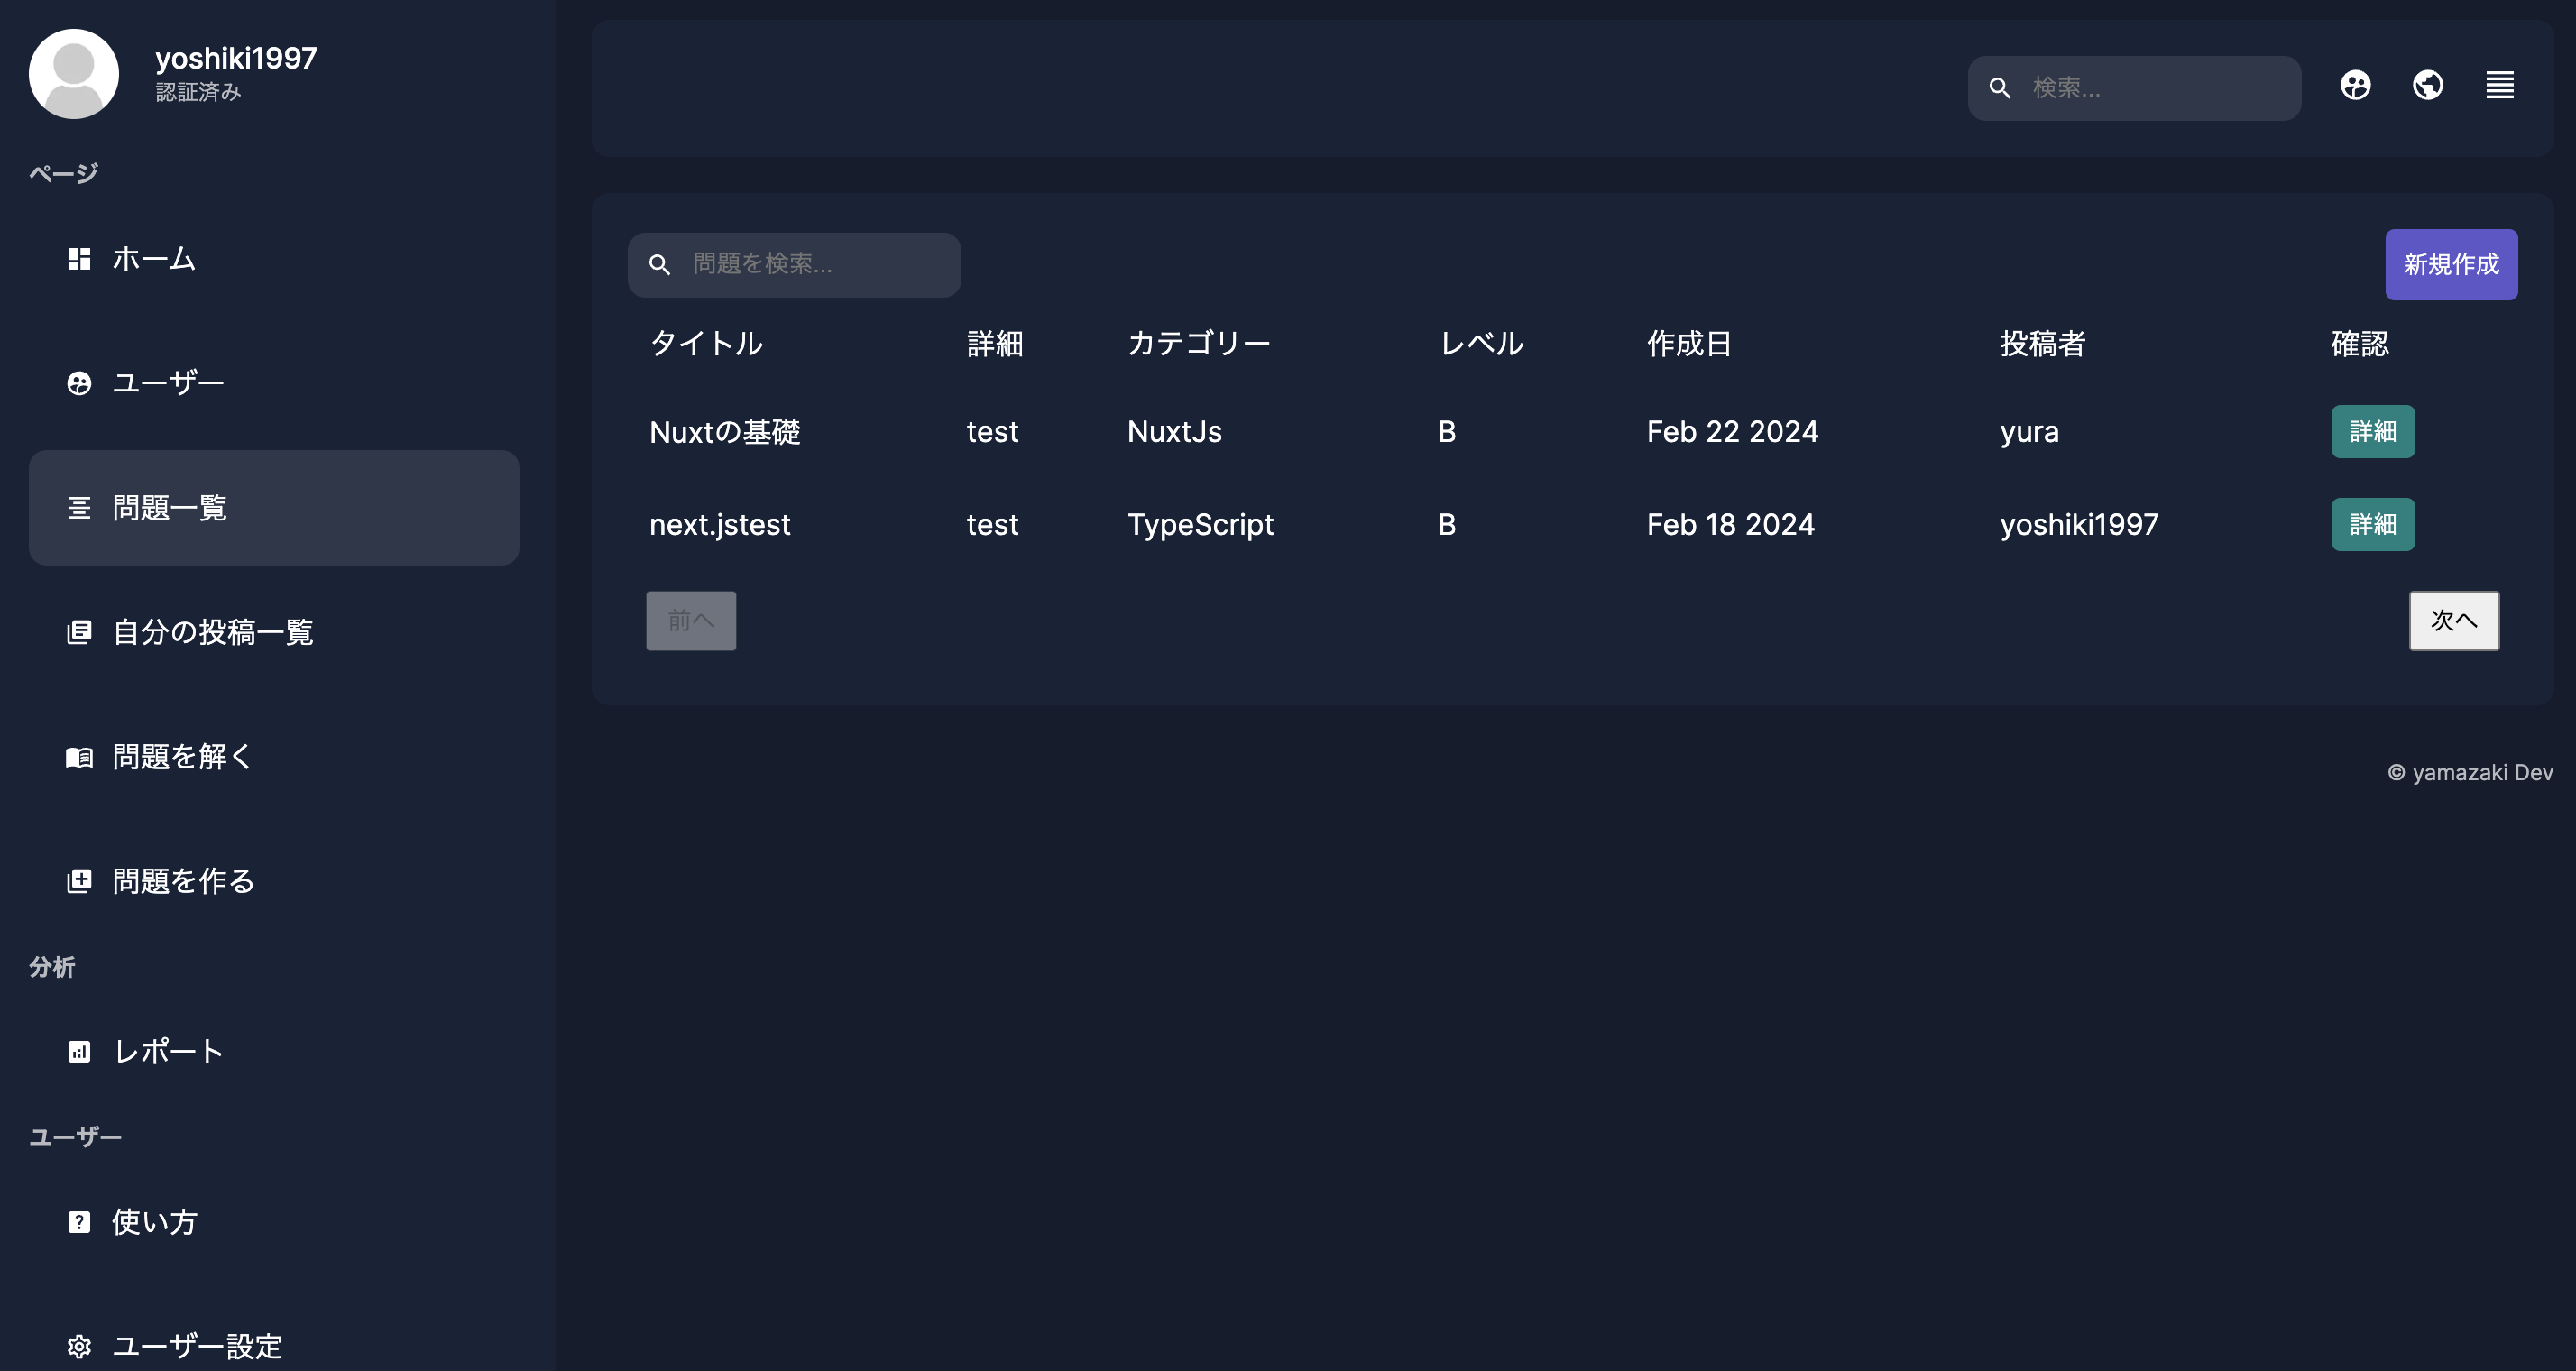 yoshiki1997
認証済み
ページ
ホーム
ユーザー
問題一覧
自分の投稿一覧
問題を解く
問題を作る
分析
レポート
ユーザー
使い方
ユーザー設定
検索...
問題を検索...
新規作成
タイトル 詳細 カテゴリー レベル 作成日 投稿者 確認
Nuxtの基礎 test NuxtJs B Feb 22 2024 yura 詳細
next.jstest test TypeScript B Feb 18 2024 yoshiki1997 詳細
前へ 次へ
© yamazaki Dev